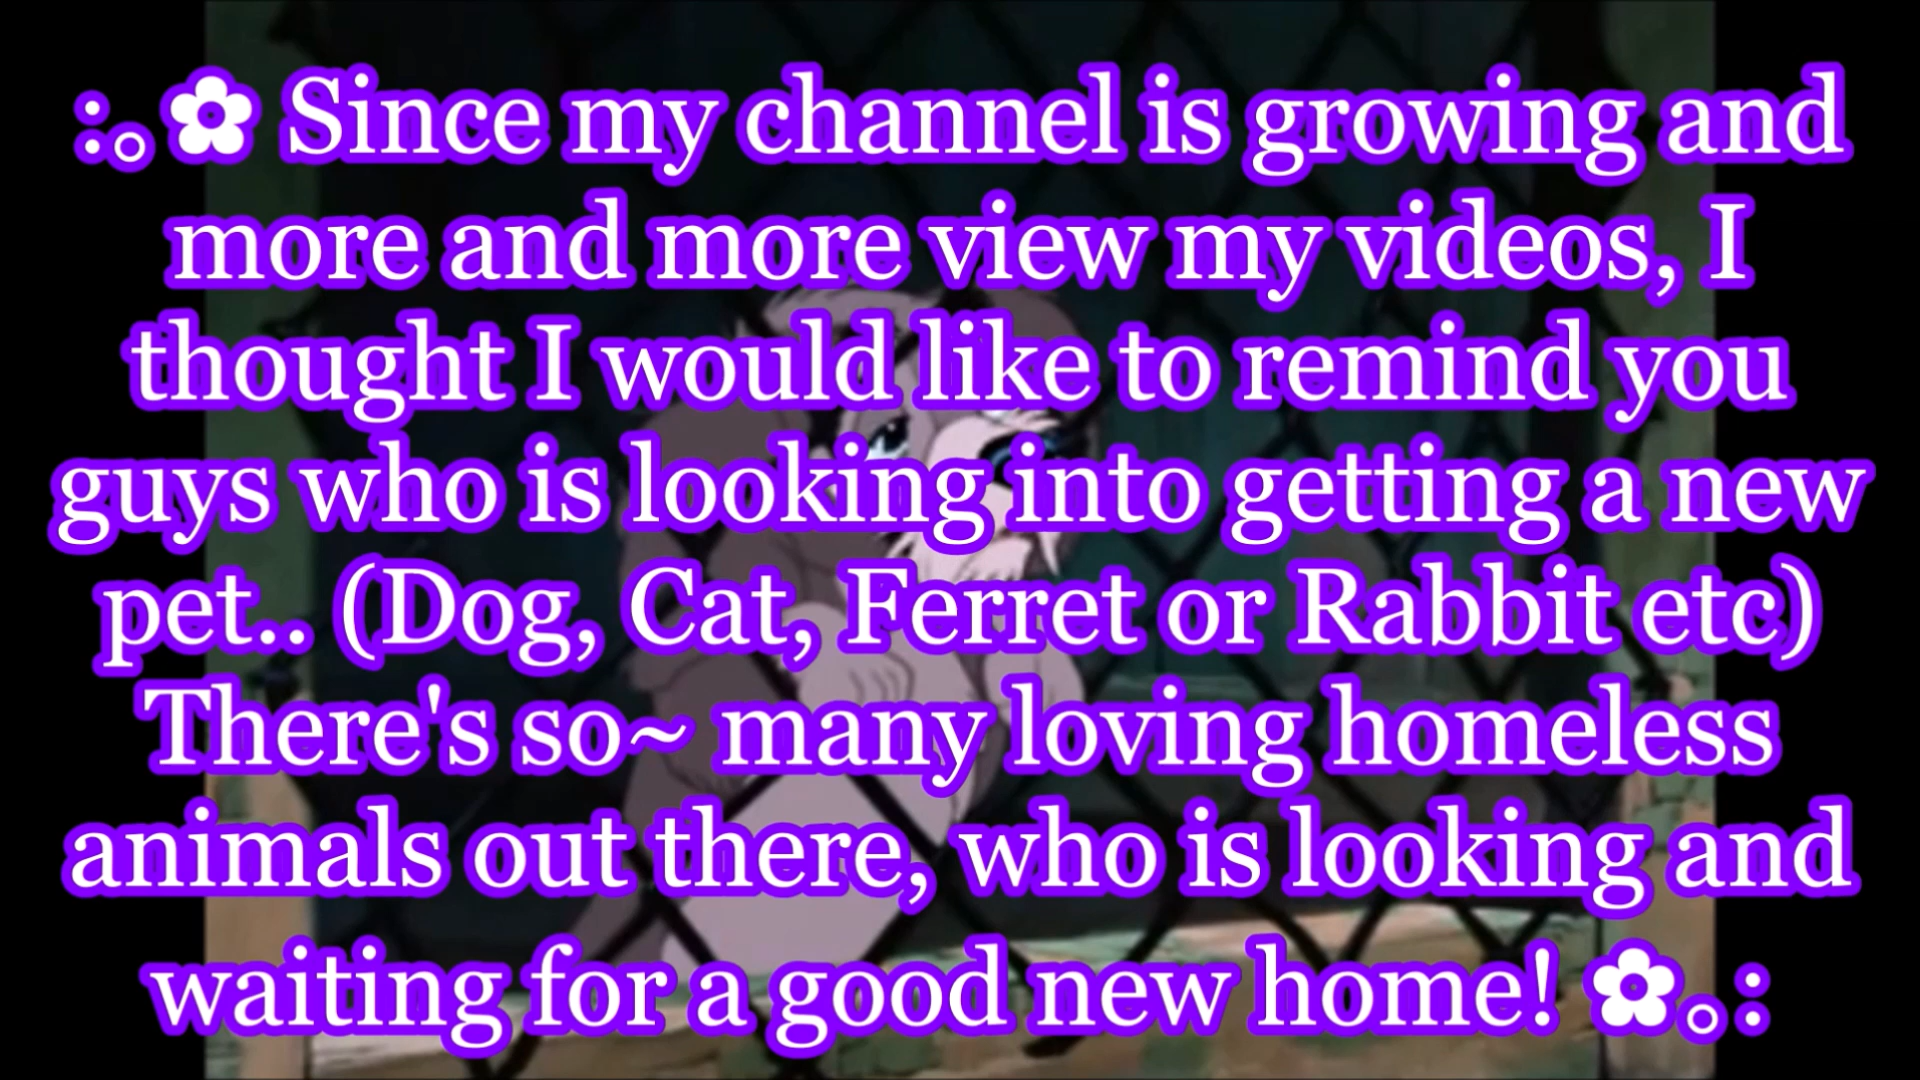 :｡✿ Since my channel is growing and
more and more view my videos, I
thought I would like to remind you
guys who is looking into getting a new
pet.. (Dog, Cat, Ferret or Rabbit etc)
There's so~ many loving homeless
animals out there, who is looking and
waiting for a good new home! ✿｡: